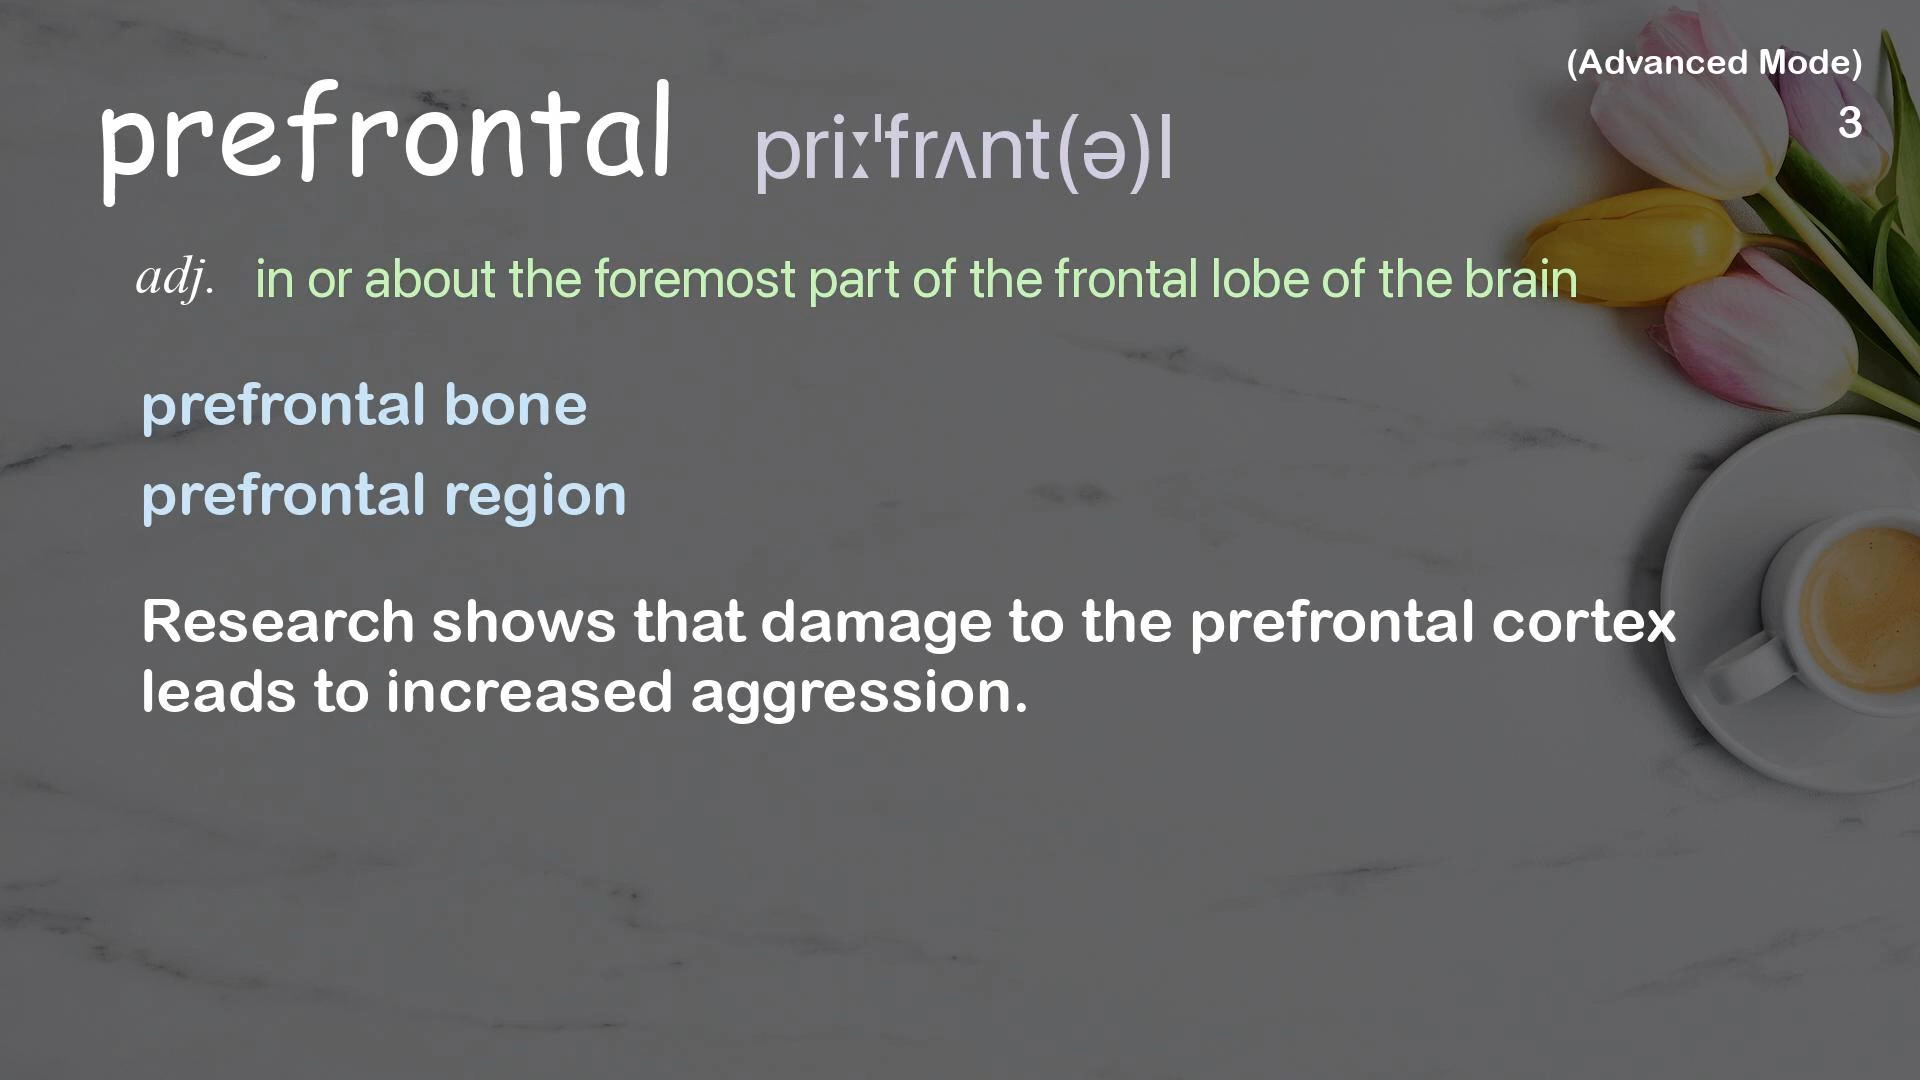 (Advanced Mode)
prefrontal priːˈfrʌnt(ə)l
3
adj. in or about the foremost part of the frontal lobe of the brain
prefrontal bone
prefrontal region
Research shows that damage to the prefrontal cortex
leads to increased aggression.